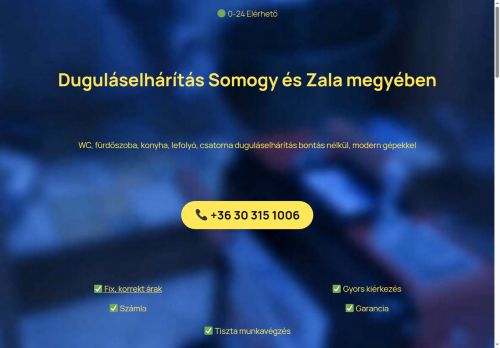 0-24 Elérhető
Duguláselhárítás Somogy és Zala megyében
WC, fürdőszoba, konyha, lefolyó, csatorna duguláselhárítás bontás nélkül, modern gépekkel
+36 30 315 1006
Fix, korrekt árak
Gyors kiérkezés
Számla
Garancia
Tiszta munkavégzés